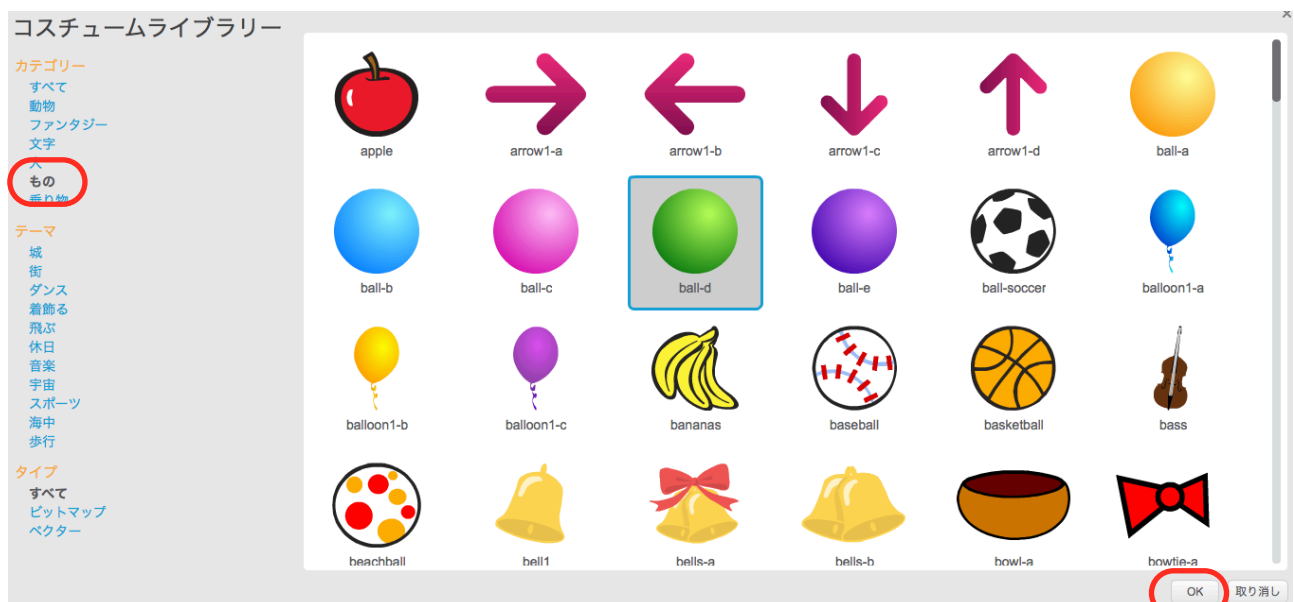 コスチュームライブラリー
カテゴリー
すべて
動物
ファンタジー
文字
人
もの
乗り物
テーマ
城
街
ダンス
着飾る
飛ぶ
休日
音楽
宇宙
スポーツ
海中
歩行
タイプ
すべて
ビットマップ
ベクター
apple arrow1-a arrow1-b arrow1-c arrow1-d ball-a
ball-b ball-c ball-d ball-e ball-soccer balloon1-a
balloon1-b balloon1-c bananas baseball basketball bass
beachball bell1 bells-a bells-b bowl-a bowtie-a
OK 取り消し